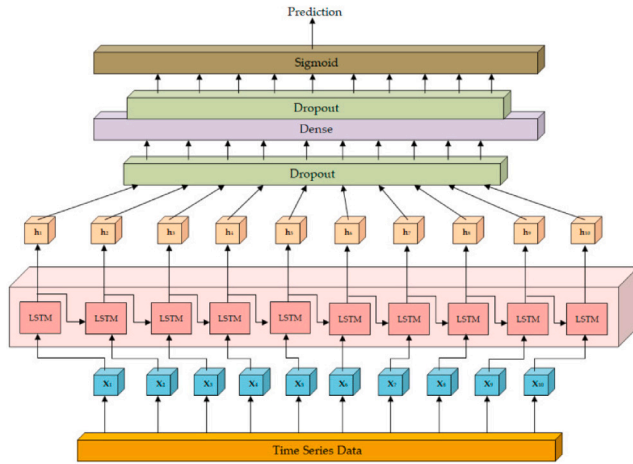 Prediction
Sigmoid
Dropout
Dense
Dropout
h₁ h₂ h₃ h₄ h₅ h₆ h₇ h₈ h₉ h₁₀
LSTM LSTM LSTM LSTM LSTM LSTM LSTM LSTM LSTM LSTM
X₁ X₂ X₃ X₄ X₅ X₆ X₇ X₈ X₉ X₁₀
Time Series Data